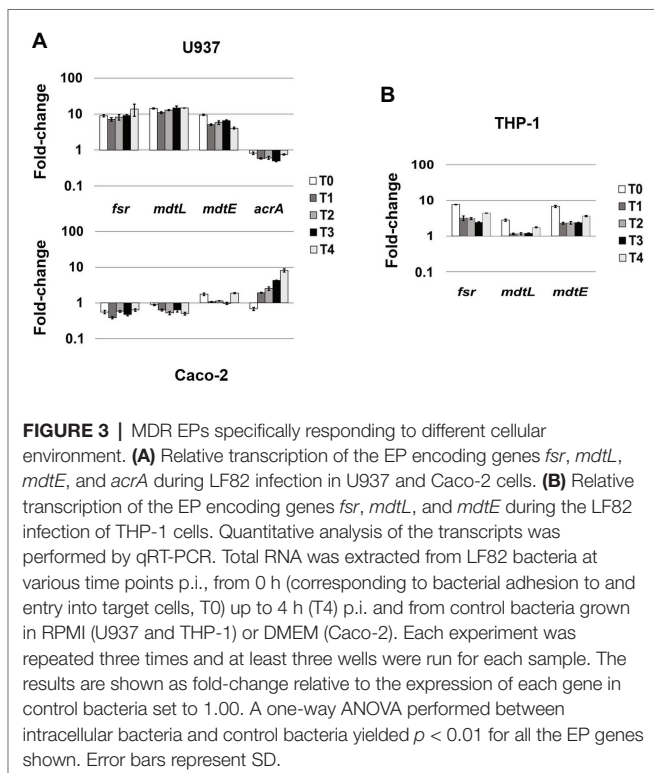 A
U937
Fold-change
100
10
1
0.1
fsr mdtL mdtE acrA
T0
T1
T2
T3
T4
Fold-change
100
10
1
0.1
Caco-2
B
THP-1
Fold-change
100
10
1
0.1
fsr mdtL mdtE
T0
T1
T2
T3
T4
FIGURE 3 | MDR EPs specifically responding to different cellular
environment. (A) Relative transcription of the EP encoding genes fsr, mdtL,
mdtE, and acrA during LF82 infection in U937 and Caco-2 cells. (B) Relative
transcription of the EP encoding genes fsr, mdtL, and mdtE during the LF82
infection of THP-1 cells. Quantitative analysis of the transcripts was
performed by qRT-PCR. Total RNA was extracted from LF82 bacteria at
various time points p.i., from 0 h (corresponding to bacterial adhesion to and
entry into target cells, T0) up to 4 h (T4) p.i. and from control bacteria grown
in RPMI (U937 and THP-1) or DMEM (Caco-2). Each experiment was
repeated three times and at least three wells were run for each sample. The
results are shown as fold-change relative to the expression of each gene in
control bacteria set to 1.00. A one-way ANOVA performed between
intracellular bacteria and control bacteria yielded p < 0.01 for all the EP genes
shown. Error bars represent SD.